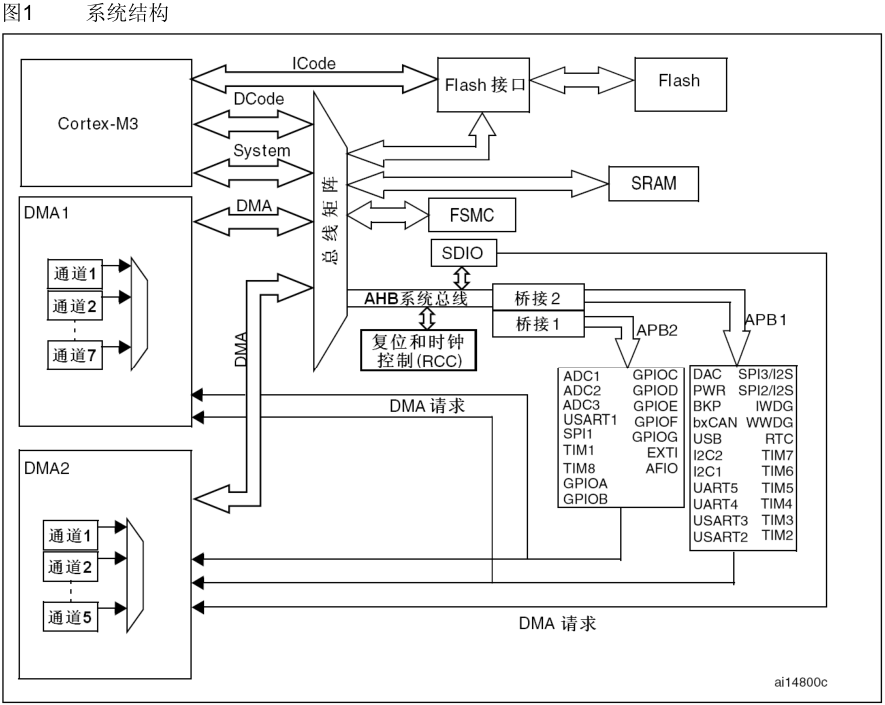 图1 系统结构
ICode
Cortex-M3
Flash 接口
Flash
DCode
System
总线矩阵
SRAM
DMA1
DMA
FSMC
SDIO
通道1
通道2
通道7
AHB系统总线
桥接2
桥接1
APB2
APB1
复位和时钟
控制(RCC)
DMA
DMA 请求
ADC1 GPIOC
ADC2 GPIOD
ADC3 GPIOE
USART1 GPIOF
SPI1 GPIOG
TIM1 EXTI
TIM8 AFIO
GPIOA
GPIOB
DAC SPI3/I2S
PWR SPI2/I2S
BKP IWDG
bxCAN WWDG
USB RTC
I2C2 TIM7
I2C1 TIM6
UART5 TIM5
UART4 TIM4
USART3 TIM3
USART2 TIM2
DMA2
通道1
通道2
通道5
DMA 请求
ai14800c